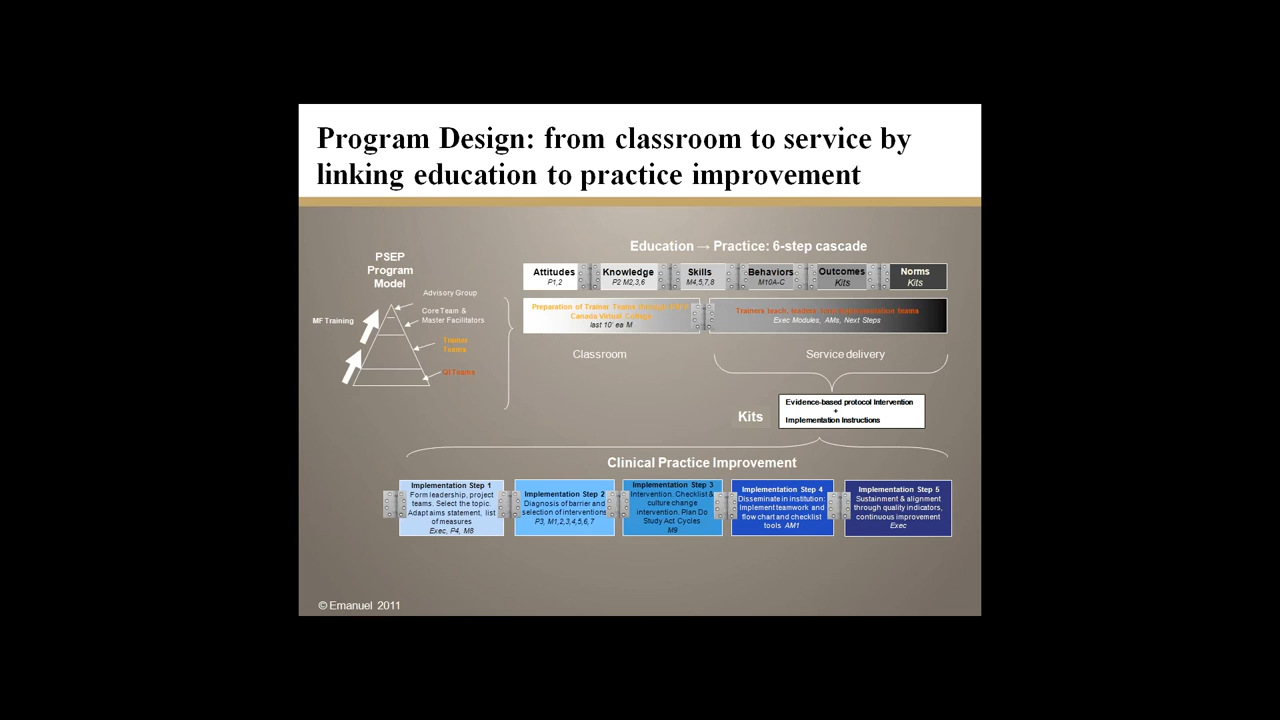 Program Design: from classroom to service by
linking education to practice improvement
Education → Practice: 6-step cascade
PSEP
Program
Model
Advisory Group
Core Team &
Master Facilitators
MF Training
Trainer
Teams
QI Teams
Attitudes
P1,2
Knowledge
P2 M2,3,6
Skills
M4,5,7,8
Behaviors
M10A-C
Outcomes
Kits
Norms
Kits
Preparation of Trainer Teams through
Canada Virtual College
last 10' ea M
Trainers teach, teams
Exec Modules, AMs, Next Steps
Classroom
Service delivery
Kits
Evidence-based protocol Intervention
+
Implementation Instructions
Clinical Practice Improvement
Implementation Step 1
Form leadership, project
teams. Select the topic.
Adapt aims statement, list
of measures
Exec, P4, M8
Implementation Step 2
Diagnosis of barrier and
selection of interventions
P3, M1,2,3,4,5,6,7
Implementation Step 3
Intervention. Checklist &
culture change
intervention. Plan Do
Study Act Cycles
M9
Implementation Step 4
Disseminate in institution:
Implement teamwork and
flow chart and checklist
tools AM1
Implementation Step 5
Sustainment & alignment
through quality indicators,
continuous improvement
Exec
© Emanuel 2011